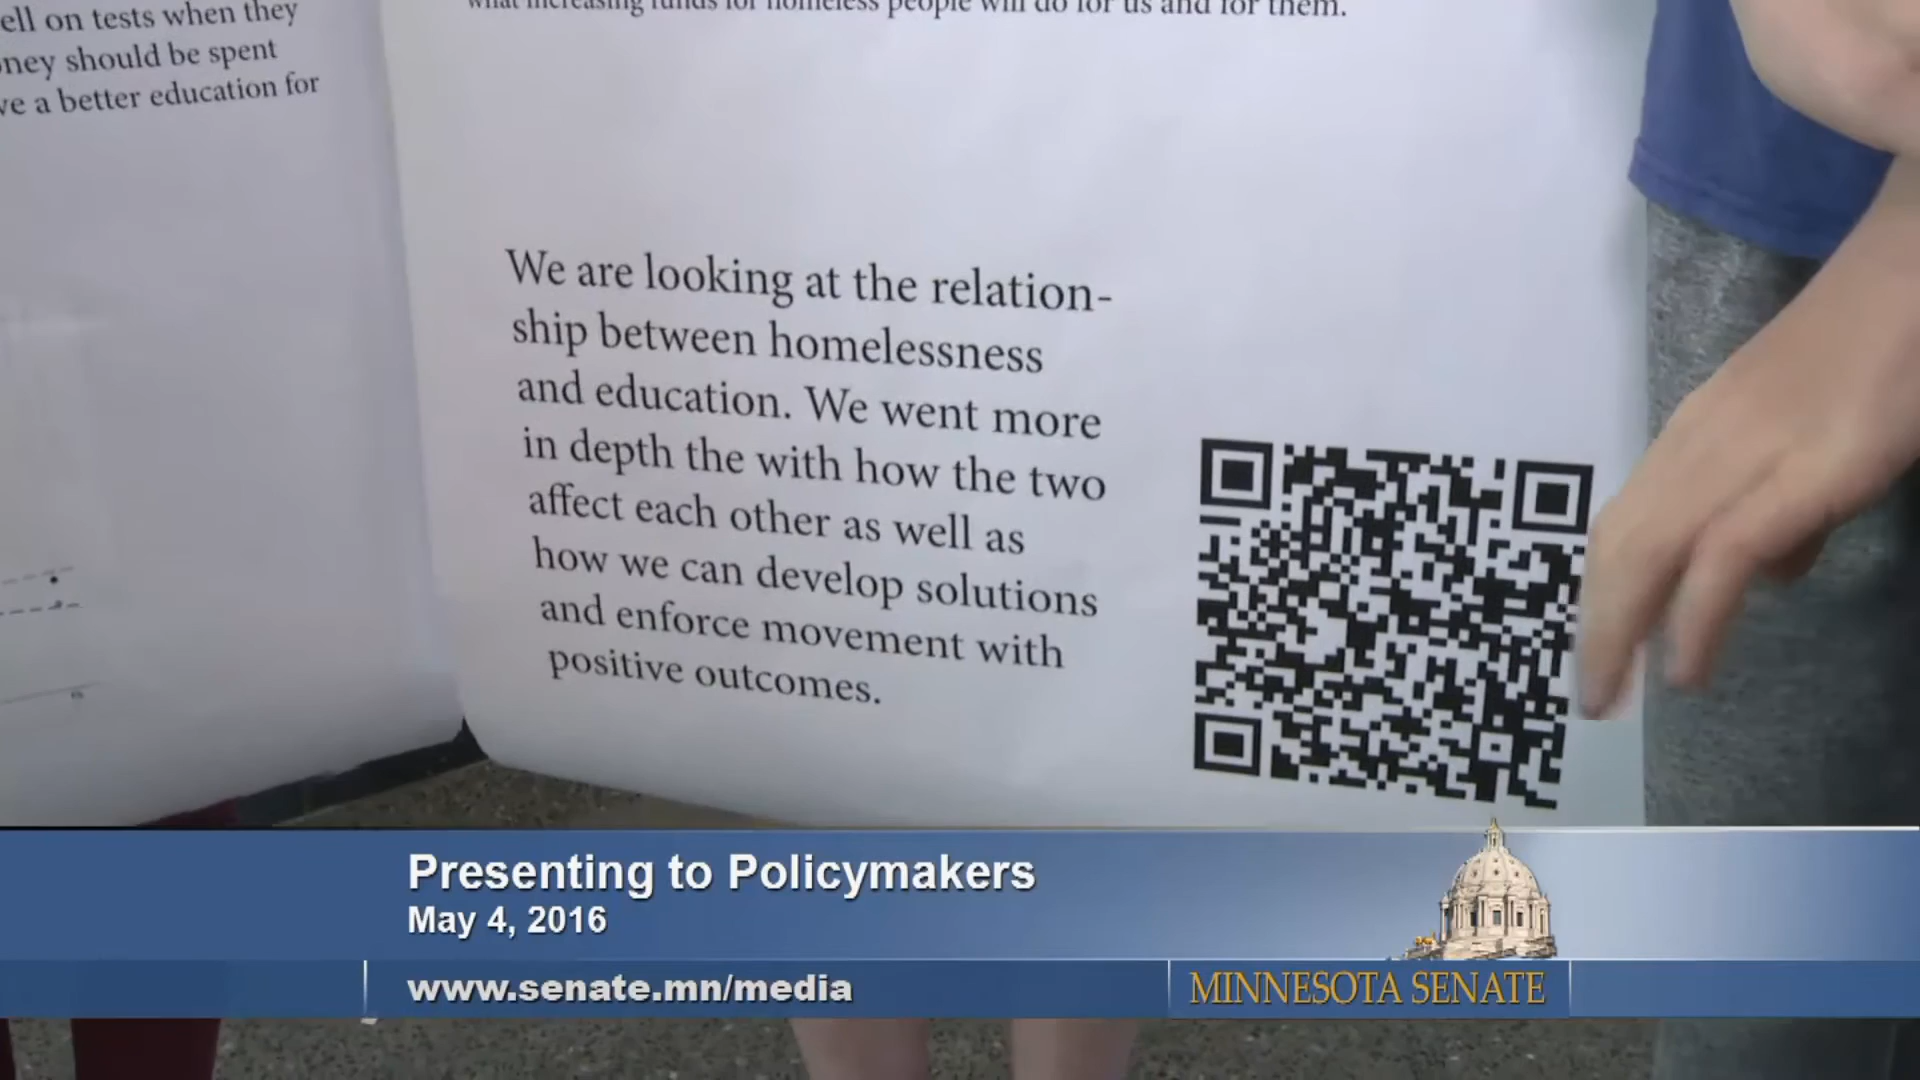 ell on tests when they
ney should be spent
ve a better education for
what increasing funds for homeless people will do for us and for them.
We are looking at the relation-
ship between homelessness
and education. We went more
in depth the with how the two
affect each other as well as
how we can develop solutions
and enforce movement with
positive outcomes.
Presenting to Policymakers
May 4, 2016
www.senate.mn/media
MINNESOTA SENATE